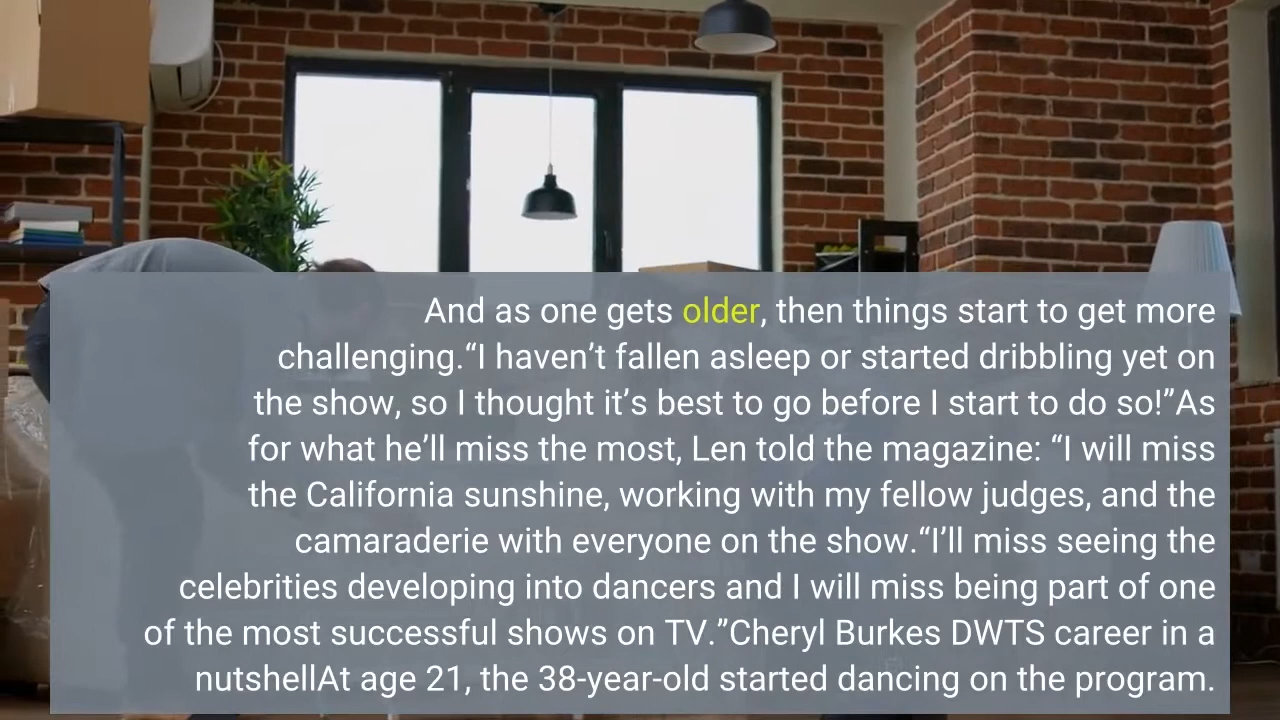 And as one gets older, then things start to get more
challenging.“I haven’t fallen asleep or started dribbling yet on
the show, so I thought it’s best to go before I start to do so!”As
for what he’ll miss the most, Len told the magazine: “I will miss
the California sunshine, working with my fellow judges, and the
camaraderie with everyone on the show.“I’ll miss seeing the
celebrities developing into dancers and I will miss being part of one
of the most successful shows on TV.”Cheryl Burkes DWTS career in a
nutshellAt age 21, the 38-year-old started dancing on the program.